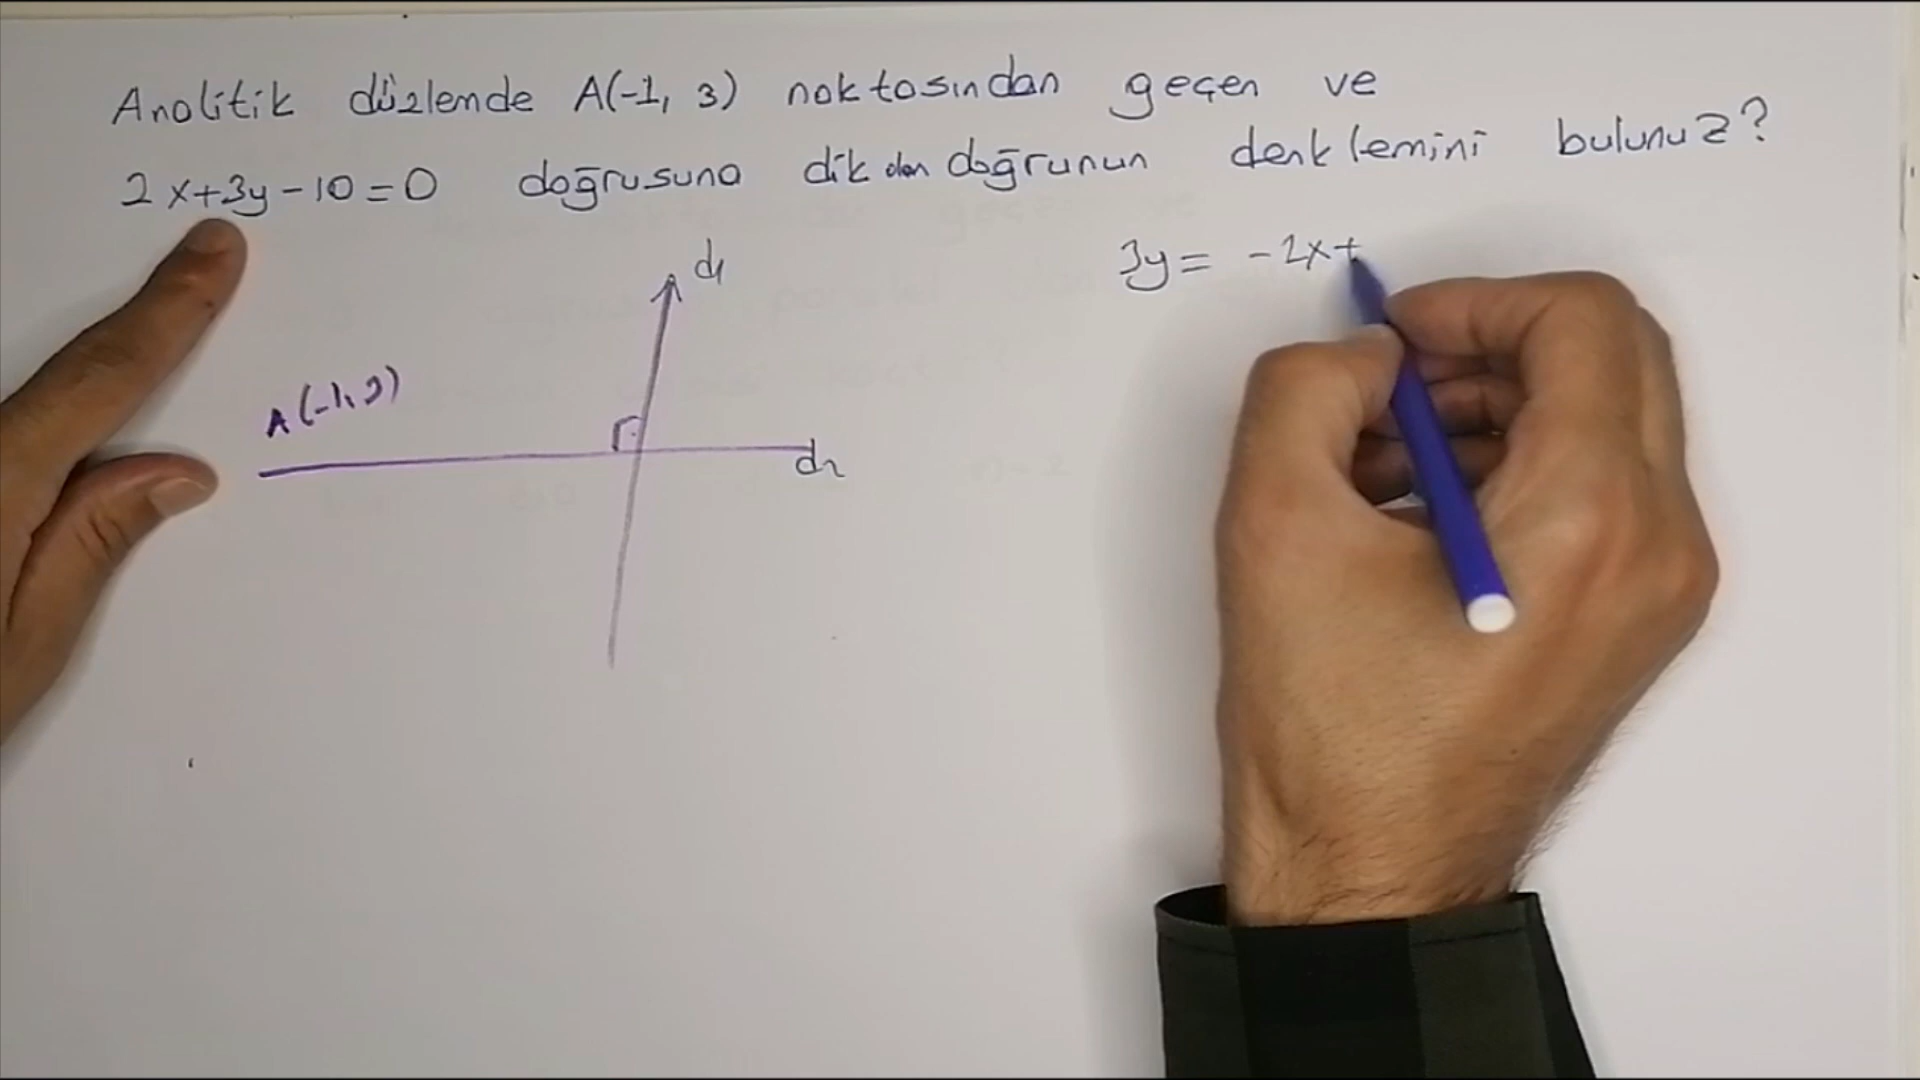 Analitik düzlemde A(-1, 3) noktasından geçen ve
2x+3y-10=0 doğrusuna dik olan doğrunun denklemini bulunuz?
3y = -2x+
d1
A(-1,3)
d2